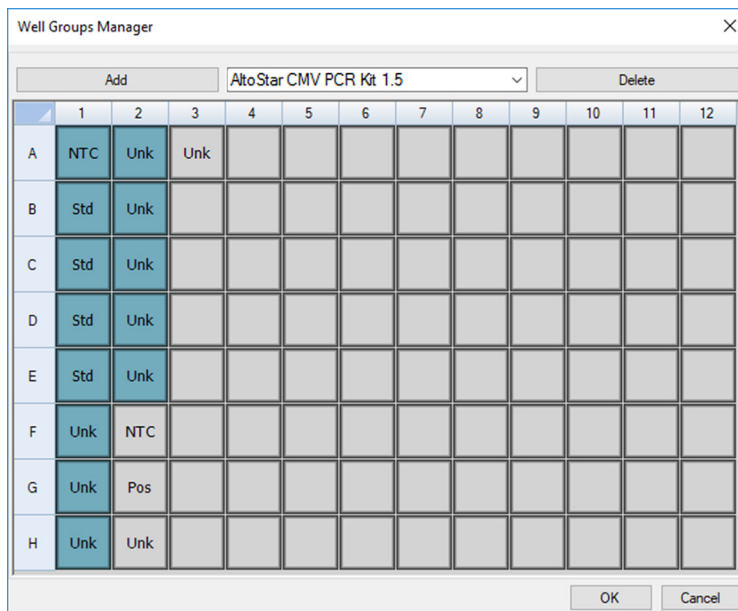 Well Groups Manager
Add AltoStar CMV PCR Kit 1.5 Delete
1 2 3 4 5 6 7 8 9 10 11 12
A NTC Unk Unk
B Std Unk
C Std Unk
D Std Unk
E Std Unk
F Unk NTC
G Unk Pos
H Unk Unk
OK Cancel